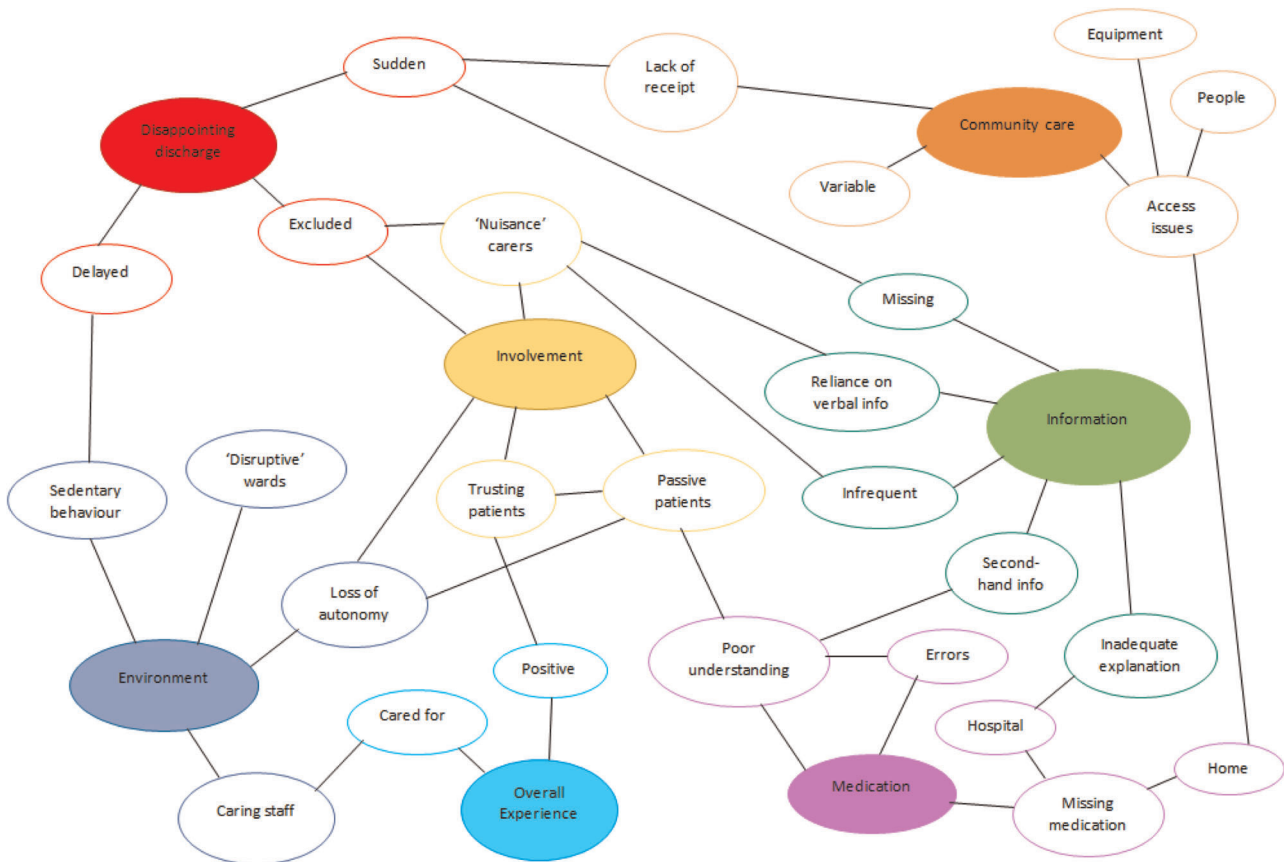 Equipment
Sudden
Lack of
receipt
People
Disappointing
discharge
Community care
Variable
Access
issues
Excluded
‘Nuisance’
carers
Delayed
Missing
Involvement
Reliance on
verbal info
Information
‘Disruptive’
wards
Sedentary
behaviour
Trusting
patients
Passive
patients
Infrequent
Loss of
autonomy
Second-
hand info
Poor
understanding
Errors
Inadequate
explanation
Environment
Positive
Cared for
Hospital
Home
Caring staff
Overall
Experience
Medication
Missing
medication